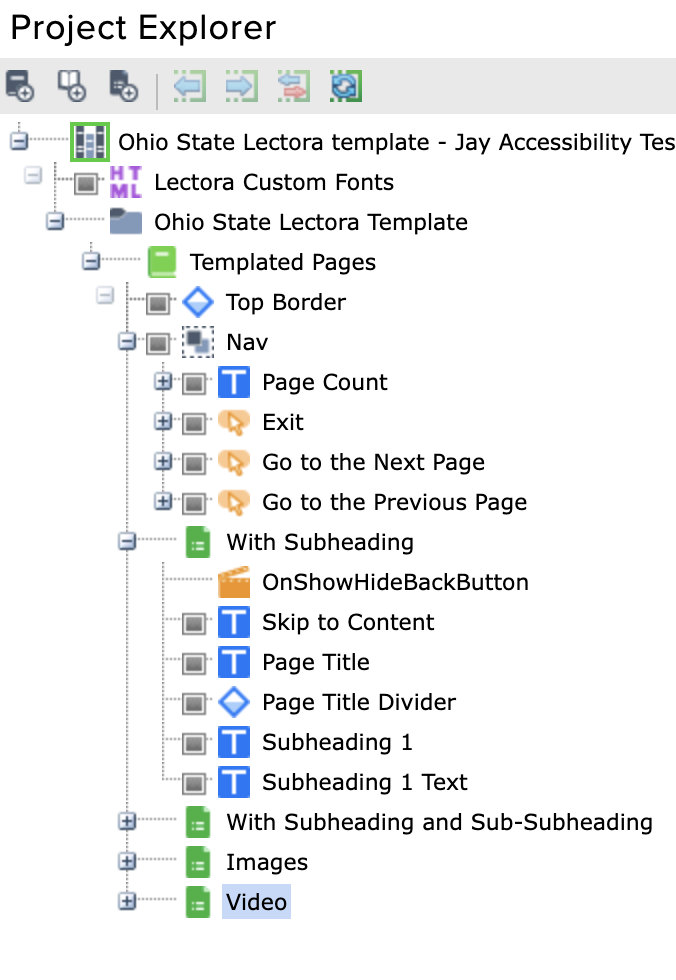 Project Explorer
Ohio State Lectora template - Jay Accessibility Tes
HTML Lectora Custom Fonts
Ohio State Lectora Template
Templated Pages
Top Border
Nav
T Page Count
Exit
Go to the Next Page
Go to the Previous Page
With Subheading
OnShowHideBackButton
T Skip to Content
T Page Title
Page Title Divider
T Subheading 1
T Subheading 1 Text
With Subheading and Sub-Subheading
Images
Video